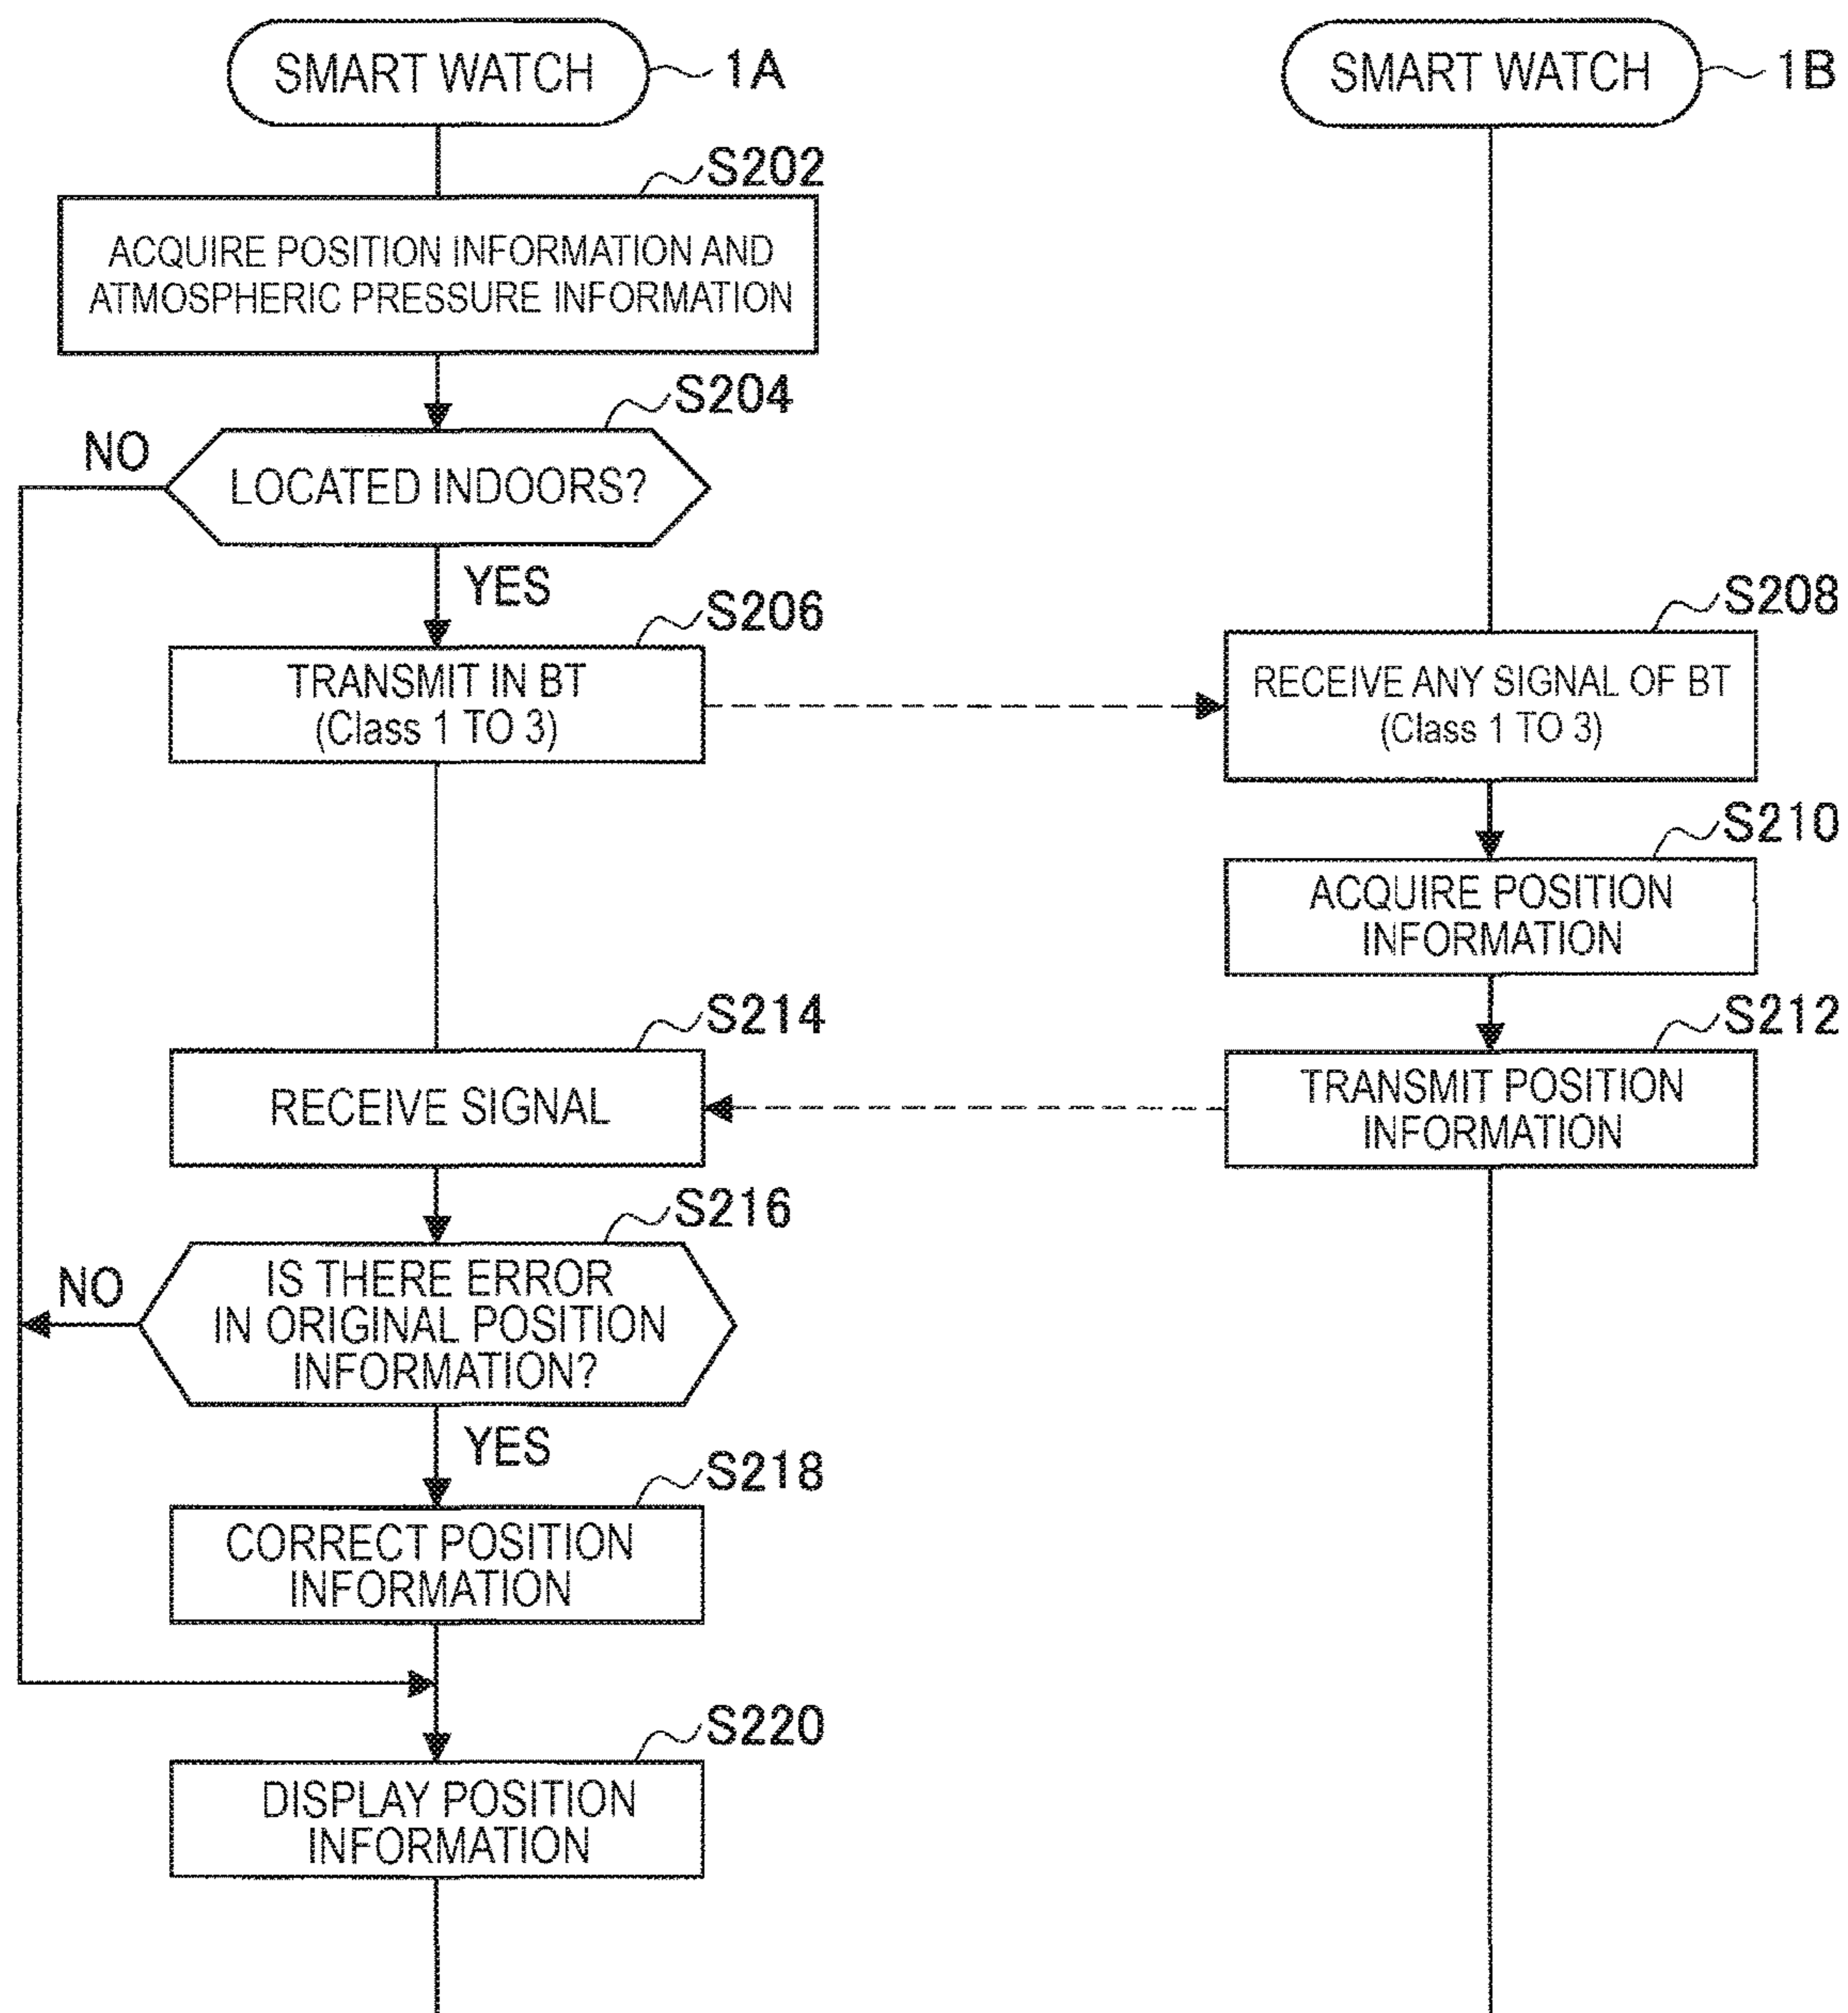 SMART WATCH
1A
SMART WATCH
1B
S202
ACQUIRE POSITION INFORMATION AND
ATMOSPHERIC PRESSURE INFORMATION
S204
NO
LOCATED INDOORS?
YES
S206
TRANSMIT IN BT
(Class 1 TO 3)
S208
RECEIVE ANY SIGNAL OF BT
(Class 1 TO 3)
S210
ACQUIRE POSITION
INFORMATION
S212
TRANSMIT POSITION
INFORMATION
S214
RECEIVE SIGNAL
S216
NO
IS THERE ERROR
IN ORIGINAL POSITION
INFORMATION?
YES
S218
CORRECT POSITION
INFORMATION
S220
DISPLAY POSITION
INFORMATION